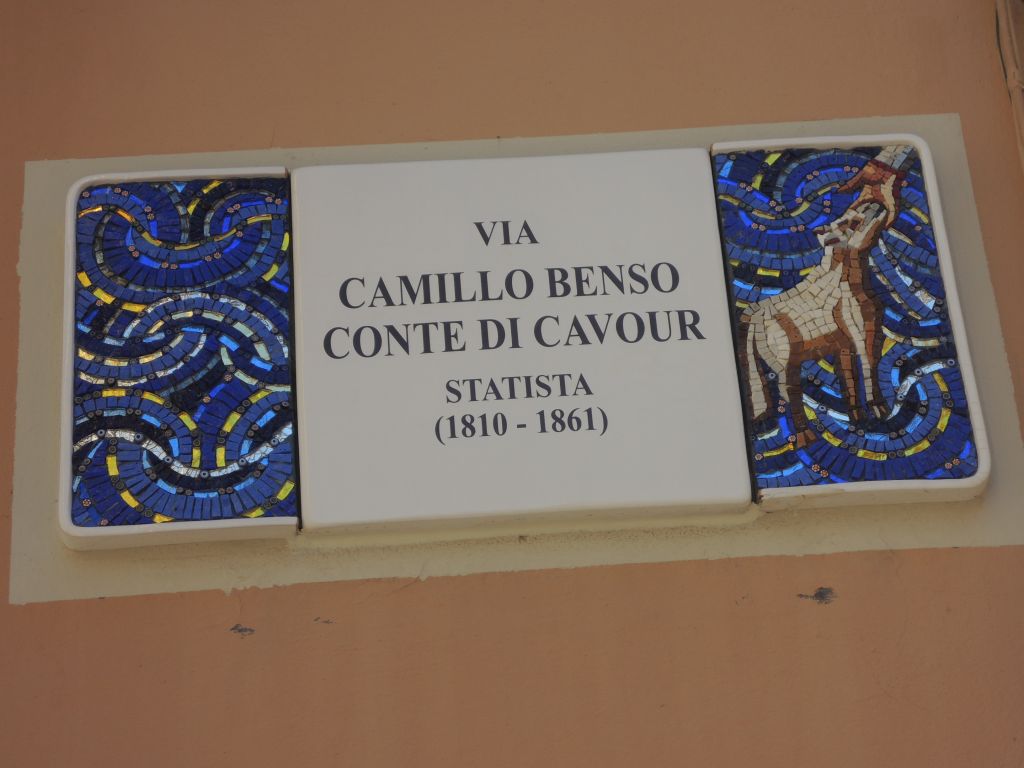 VIA
CAMILLO BENSO
CONTE DI CAVOUR
STATISTA
(1810 - 1861)